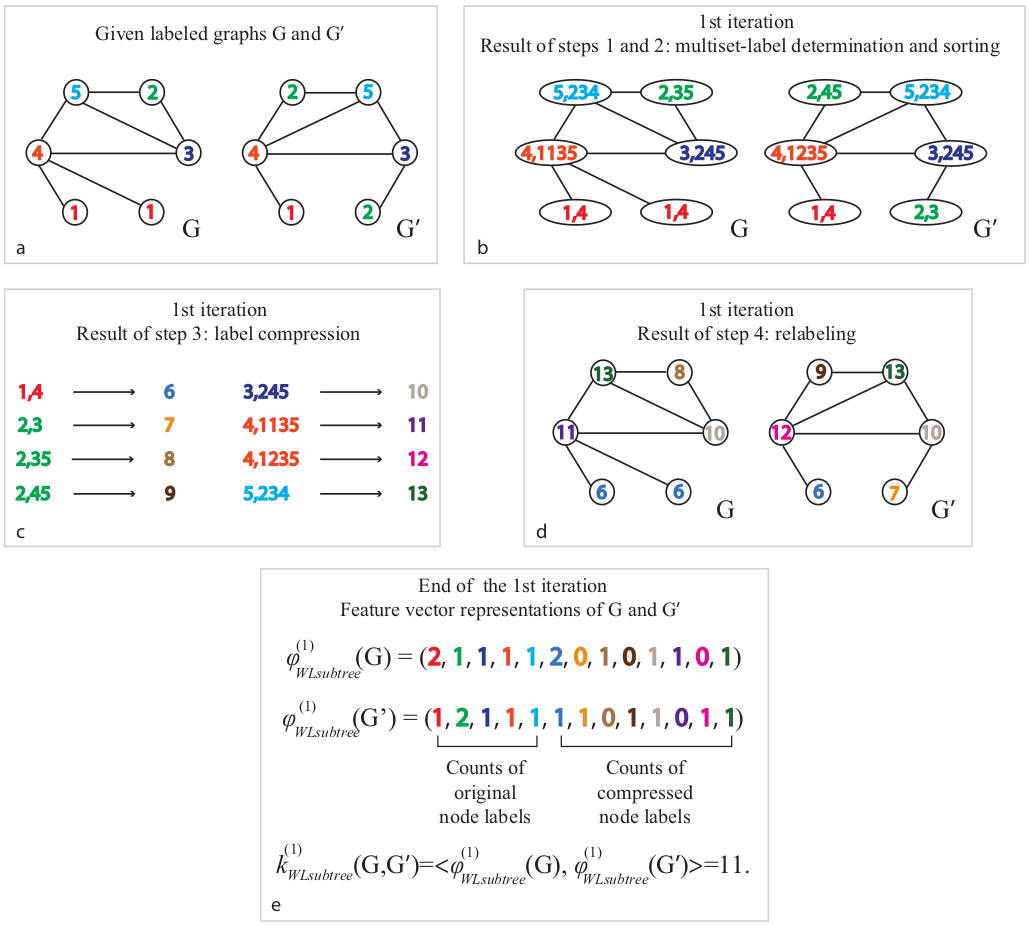 Given labeled graphs G and G′
5 2 2 5
4 3 4 3
1 1 1 2
G G′
a
1st iteration
Result of steps 1 and 2: multiset-label determination and sorting
5,234 2,35 2,45 5,234
4,1135 3,245 4,1235 3,245
1,4 1,4 1,4 2,3
G G′
b
1st iteration
Result of step 3: label compression
1,4 → 6 3,245 → 10
2,3 → 7 4,1135 → 11
2,35 → 8 4,1235 → 12
2,45 → 9 5,234 → 13
c
1st iteration
Result of step 4: relabeling
13 8 9 13
11 10 12 10
6 6 6 7
G G′
d
End of the 1st iteration
Feature vector representations of G and G′
φ(1)WLsubtree(G) = (2, 1, 1, 1, 1, 2, 0, 1, 0, 1, 1, 0, 1)
φ(1)WLsubtree(G’) = (1, 2, 1, 1, 1, 1, 1, 0, 1, 1, 0, 1, 1)
Counts of Counts of
original compressed
node labels node labels
k(1)WLsubtree(G,G′)=<φ(1)WLsubtree(G), φ(1)WLsubtree(G′)>=11.
e